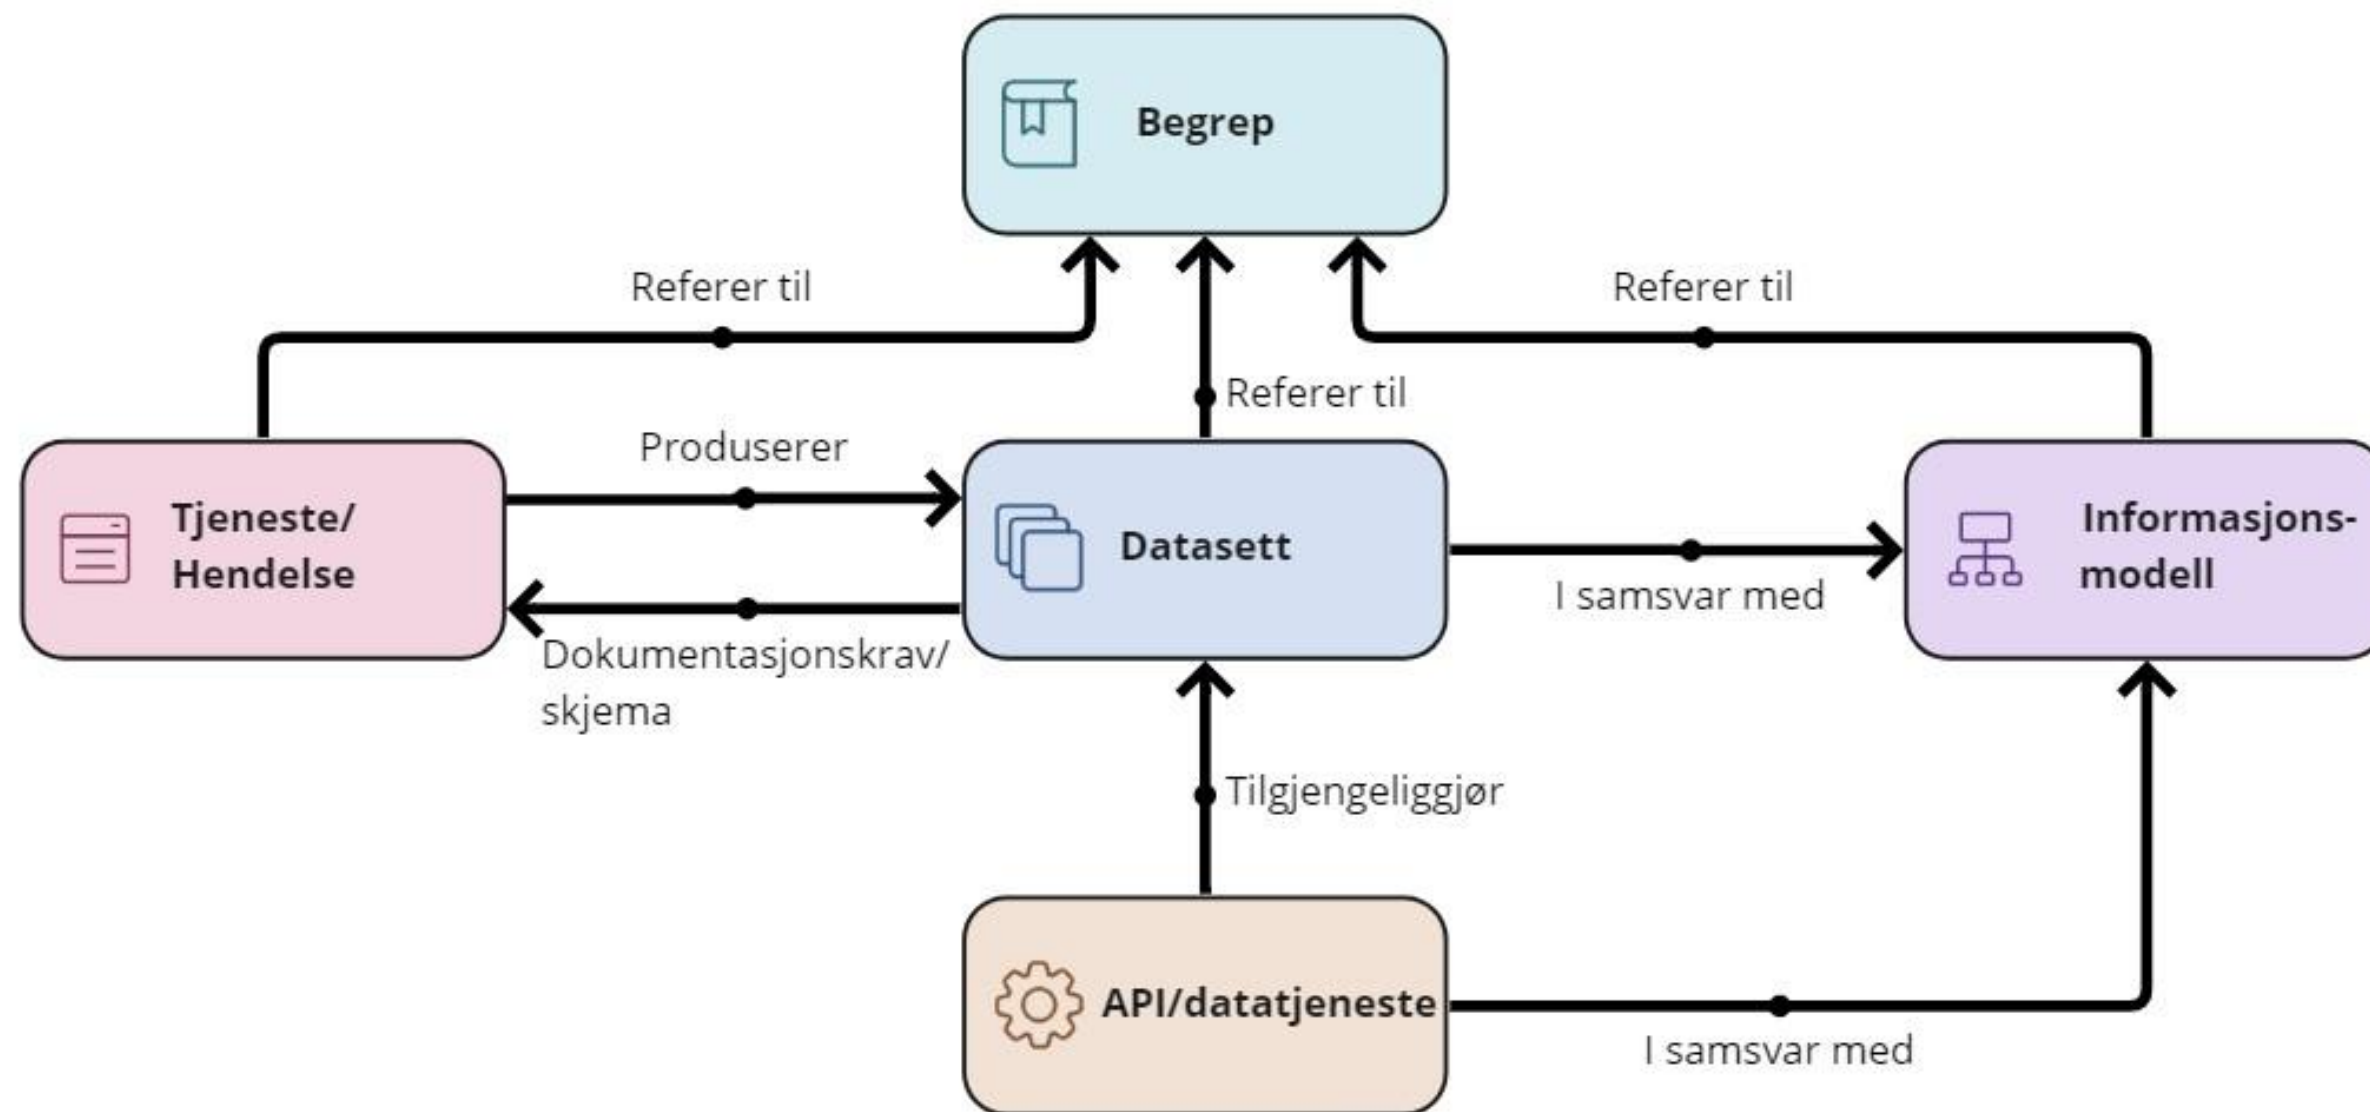 Begrep
Referer til
Referer til
Referer til
Produserer
Tjeneste/
Hendelse
Datasett
Informasjons-
modell
I samsvar med
Dokumentasjonskrav/
skjema
Tilgjengeliggjør
API/datatjeneste
I samsvar med